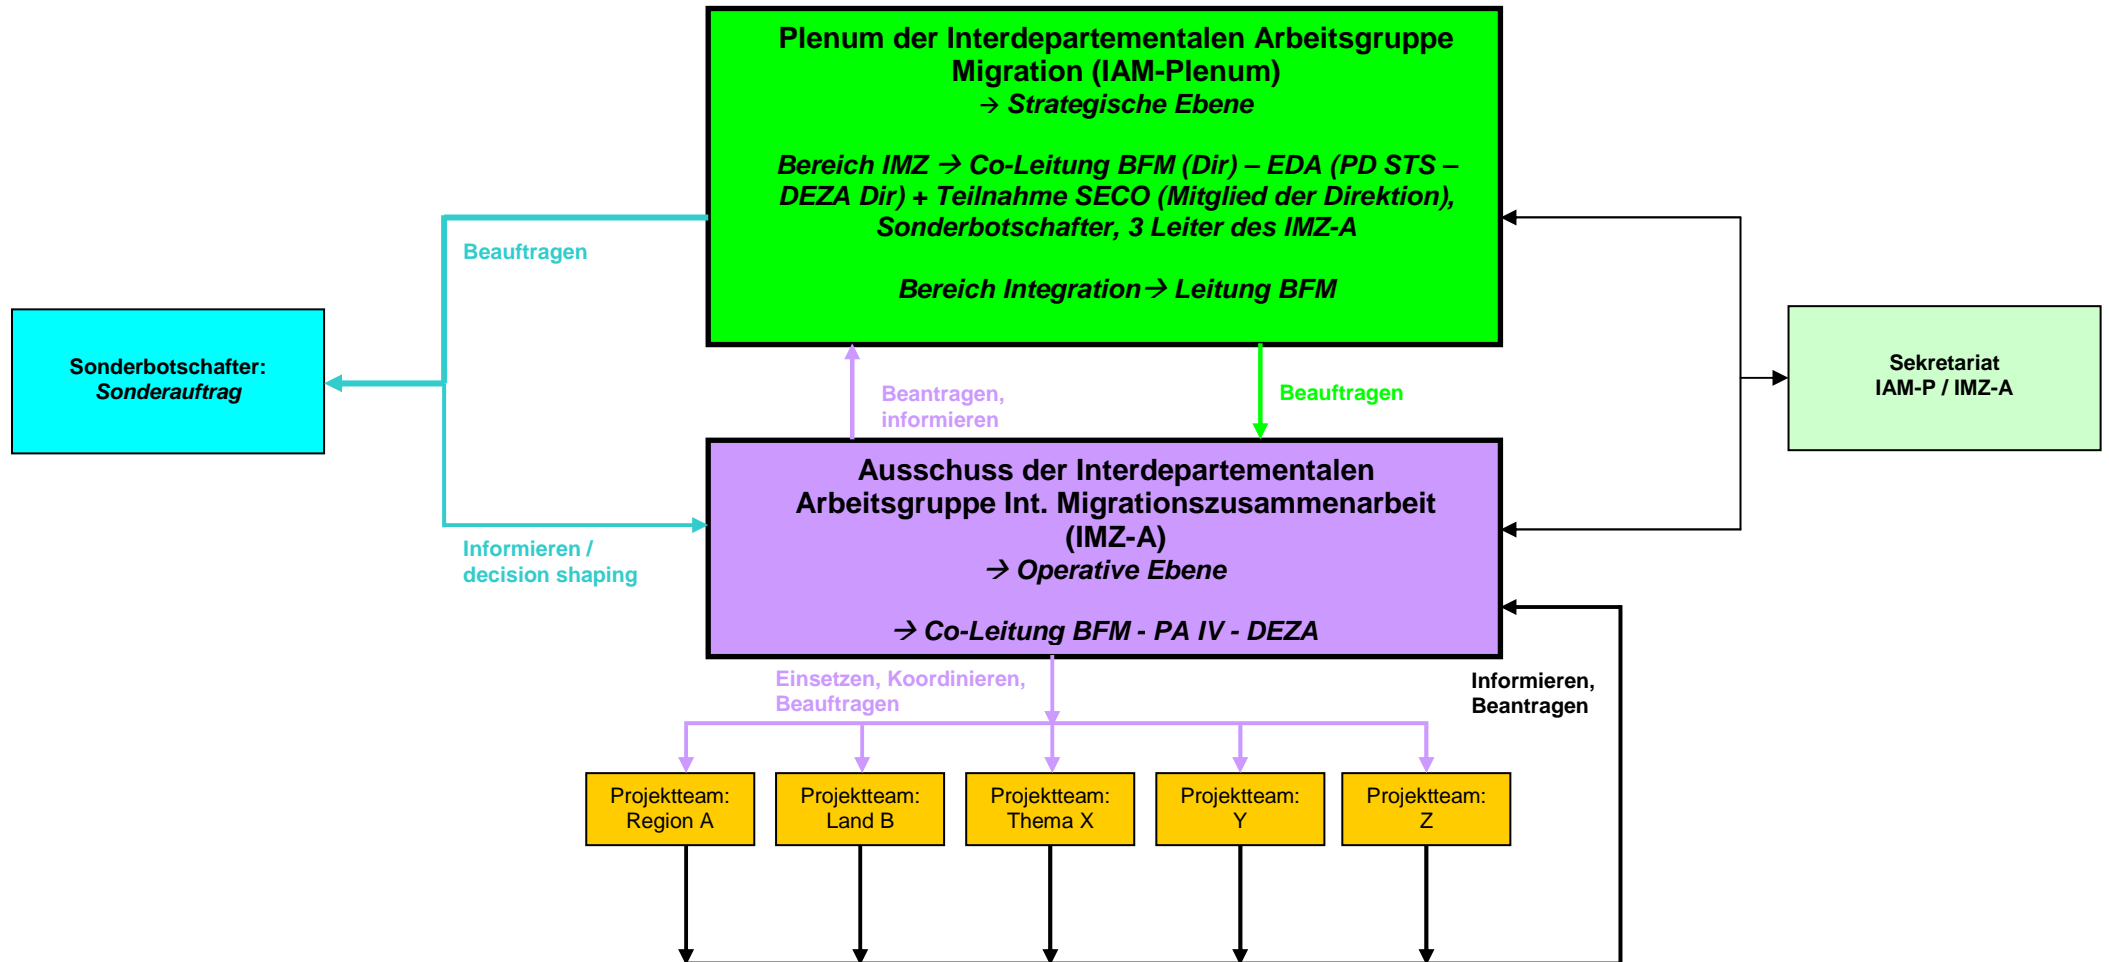 Plenum der Interdepartementalen Arbeitsgruppe
Migration (IAM-Plenum)
→ Strategische Ebene
Bereich IMZ → Co-Leitung BFM (Dir) – EDA (PD STS –
DEZA Dir) + Teilnahme SECO (Mitglied der Direktion),
Sonderbotschafter, 3 Leiter des IMZ-A
Bereich Integration→ Leitung BFM
Beauftragen
Sonderbotschafter:
Sonderauftrag
Sekretariat
IAM-P / IMZ-A
Beantragen,
informieren
Beauftragen
Ausschuss der Interdepartementalen
Arbeitsgruppe Int. Migrationszusammenarbeit
(IMZ-A)
→ Operative Ebene
→ Co-Leitung BFM - PA IV - DEZA
Informieren /
decision shaping
Einsetzen, Koordinieren,
Beauftragen
Informieren,
Beantragen
Projektteam:
Region A
Projektteam:
Land B
Projektteam:
Thema X
Projektteam:
Y
Projektteam:
Z